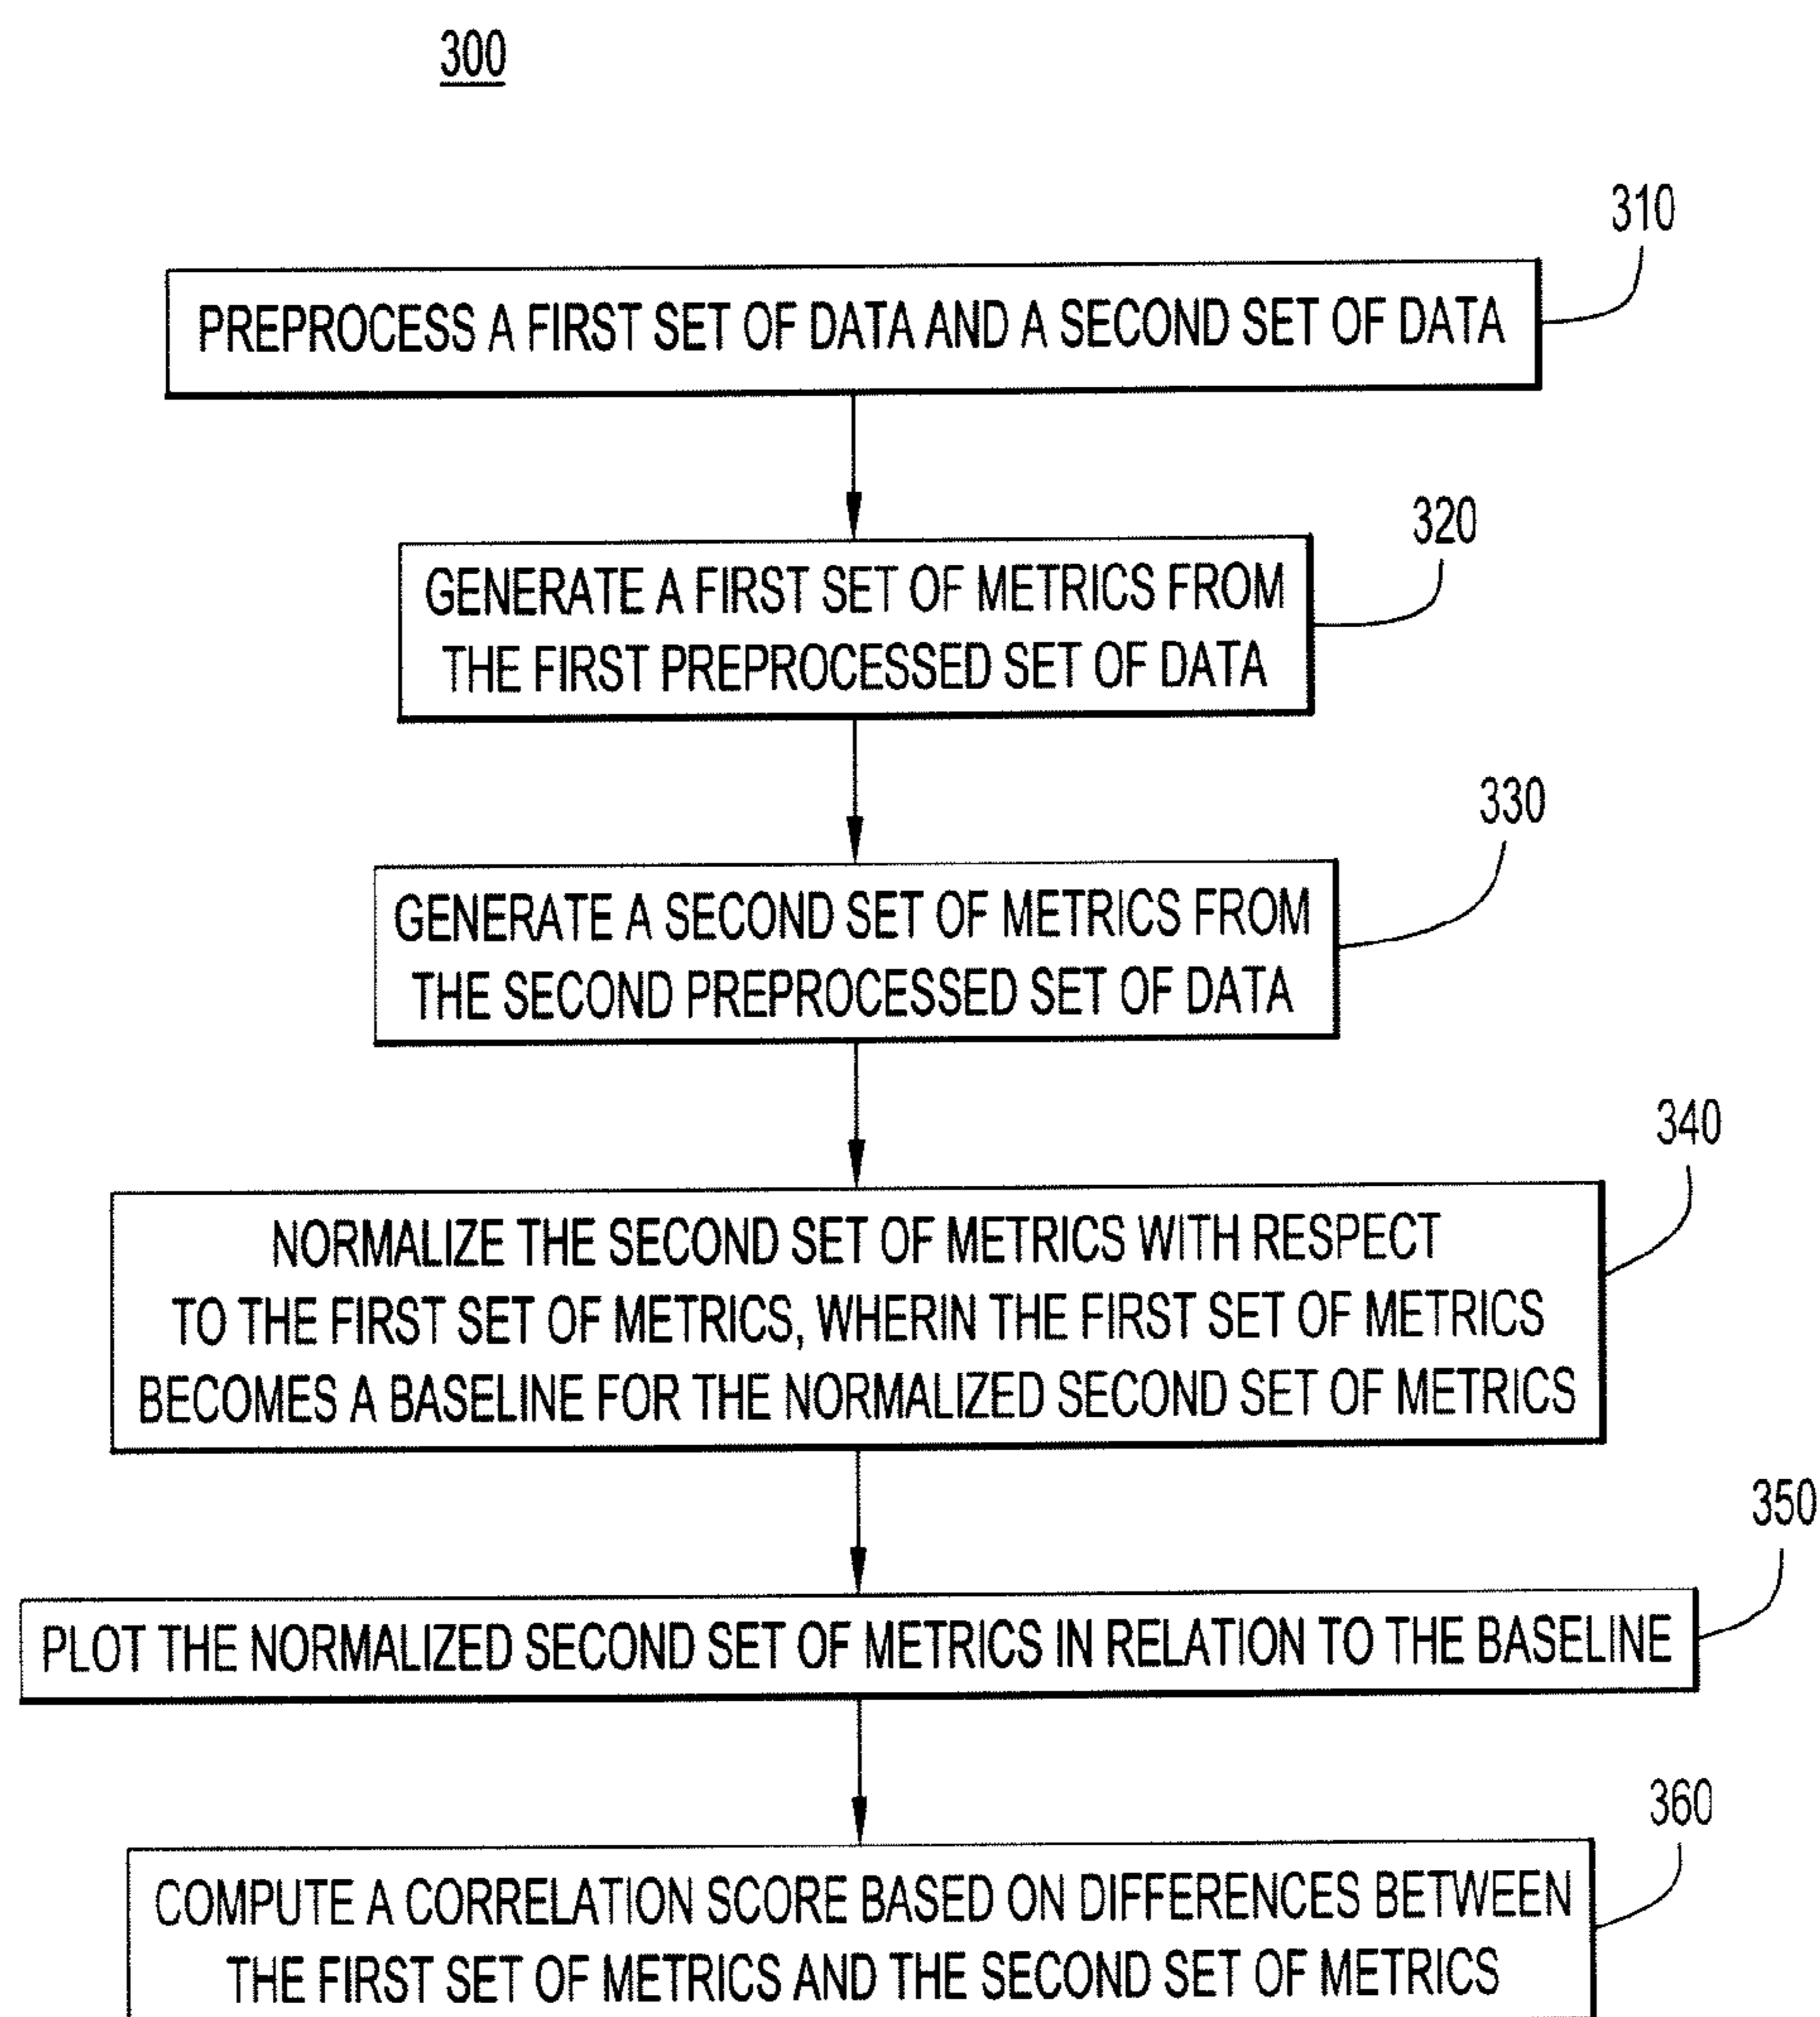 300
310
PREPROCESS A FIRST SET OF DATA AND A SECOND SET OF DATA
320
GENERATE A FIRST SET OF METRICS FROM
THE FIRST PREPROCESSED SET OF DATA
330
GENERATE A SECOND SET OF METRICS FROM
THE SECOND PREPROCESSED SET OF DATA
340
NORMALIZE THE SECOND SET OF METRICS WITH RESPECT
TO THE FIRST SET OF METRICS, WHERIN THE FIRST SET OF METRICS
BECOMES A BASELINE FOR THE NORMALIZED SECOND SET OF METRICS
350
PLOT THE NORMALIZED SECOND SET OF METRICS IN RELATION TO THE BASELINE
360
COMPUTE A CORRELATION SCORE BASED ON DIFFERENCES BETWEEN
THE FIRST SET OF METRICS AND THE SECOND SET OF METRICS